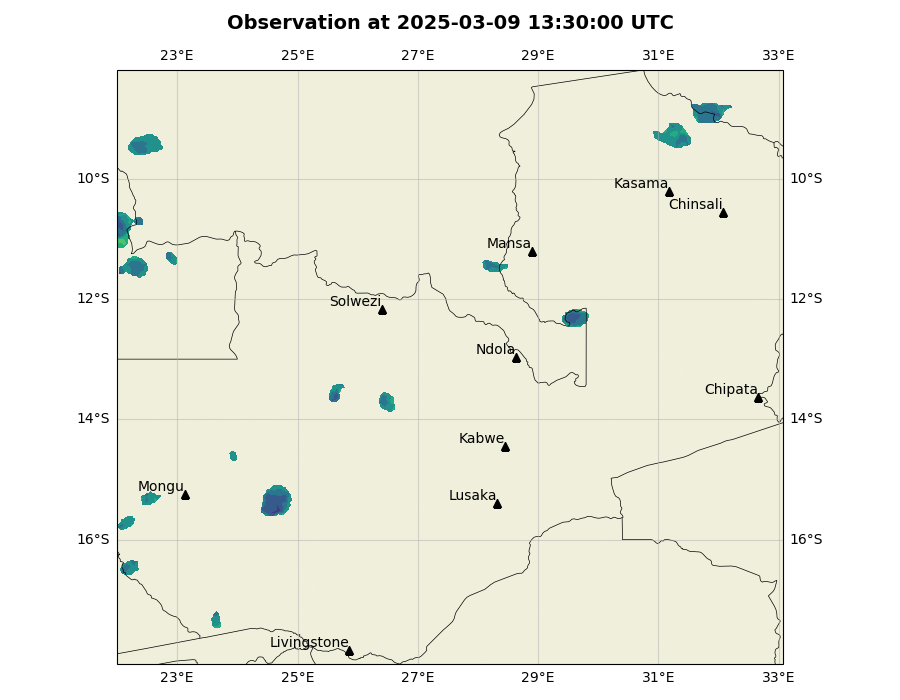 Observation at 2025-03-09 13:30:00 UTC
23°E 25°E 27°E 29°E 31°E 33°E
10°S 10°S
Kasama
Chinsali
Mansa
12°S 12°S
Solwezi
Ndola
Chipata
14°S 14°S
Kabwe
Mongu
Lusaka
16°S 16°S
Livingstone
23°E 25°E 27°E 29°E 31°E 33°E